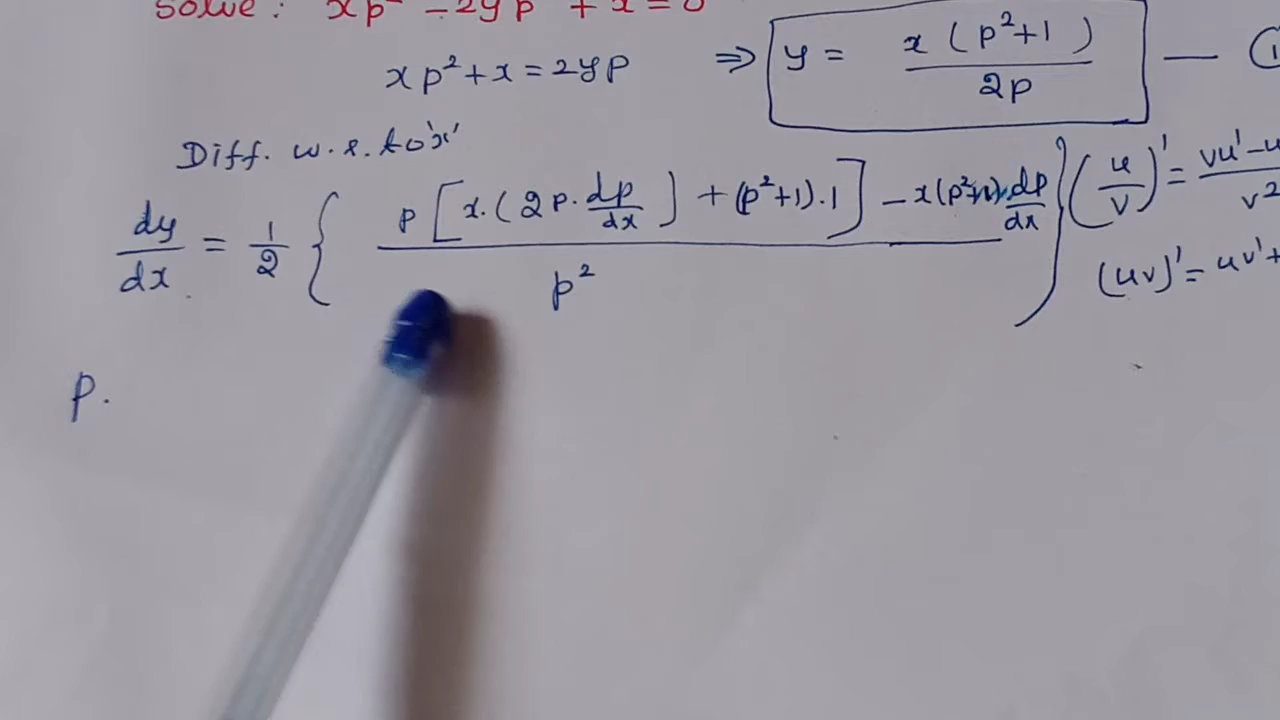 Solve: xp² - 2yp + x = 0
xp² + x = 2yp ⇒ y = x(p²+1)/2p — (1
Diff. w.r.to 'x'
dy/dx = 1/2 { p[x.(2p.dp/dx) + (p²+1).1] - x(p²+1).dp/dx / p² } (u/v)' = vu'-u / v²
(uv)' = uv'+
p.